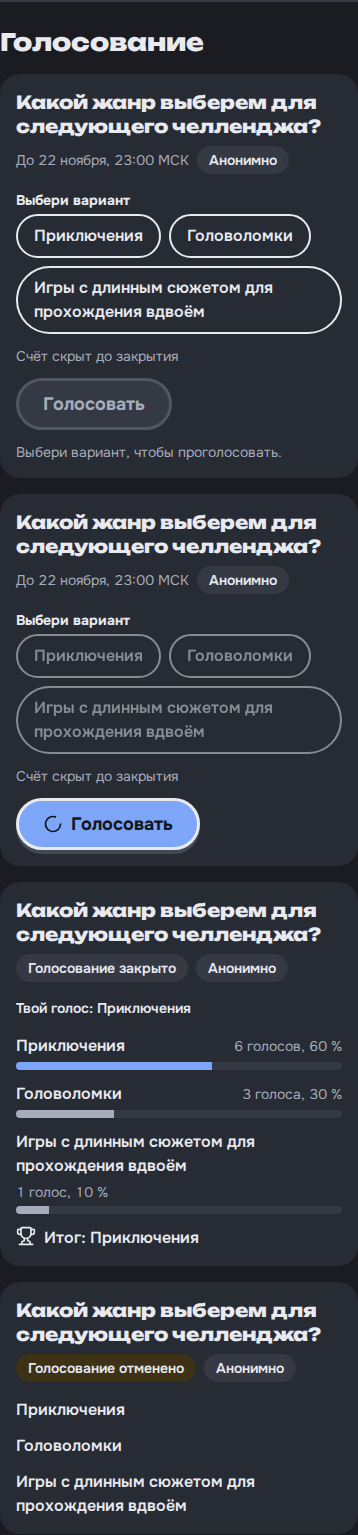 Голосование
Какой жанр выберем для
следующего челленджа?
До 22 ноября, 23:00 МСК Анонимно
Выбери вариант
Приключения Головоломки
Игры с длинным сюжетом для
прохождения вдвоём
Счёт скрыт до закрытия
Голосовать
Выбери вариант, чтобы проголосовать.
Какой жанр выберем для
следующего челленджа?
До 22 ноября, 23:00 МСК Анонимно
Выбери вариант
Приключения Головоломки
Игры с длинным сюжетом для
прохождения вдвоём
Счёт скрыт до закрытия
Голосовать
Какой жанр выберем для
следующего челленджа?
Голосование закрыто Анонимно
Твой голос: Приключения
Приключения 6 голосов, 60 %
Головоломки 3 голоса, 30 %
Игры с длинным сюжетом для
прохождения вдвоём
1 голос, 10 %
Итог: Приключения
Какой жанр выберем для
следующего челленджа?
Голосование отменено Анонимно
Приключения
Головоломки
Игры с длинным сюжетом для
прохождения вдвоём